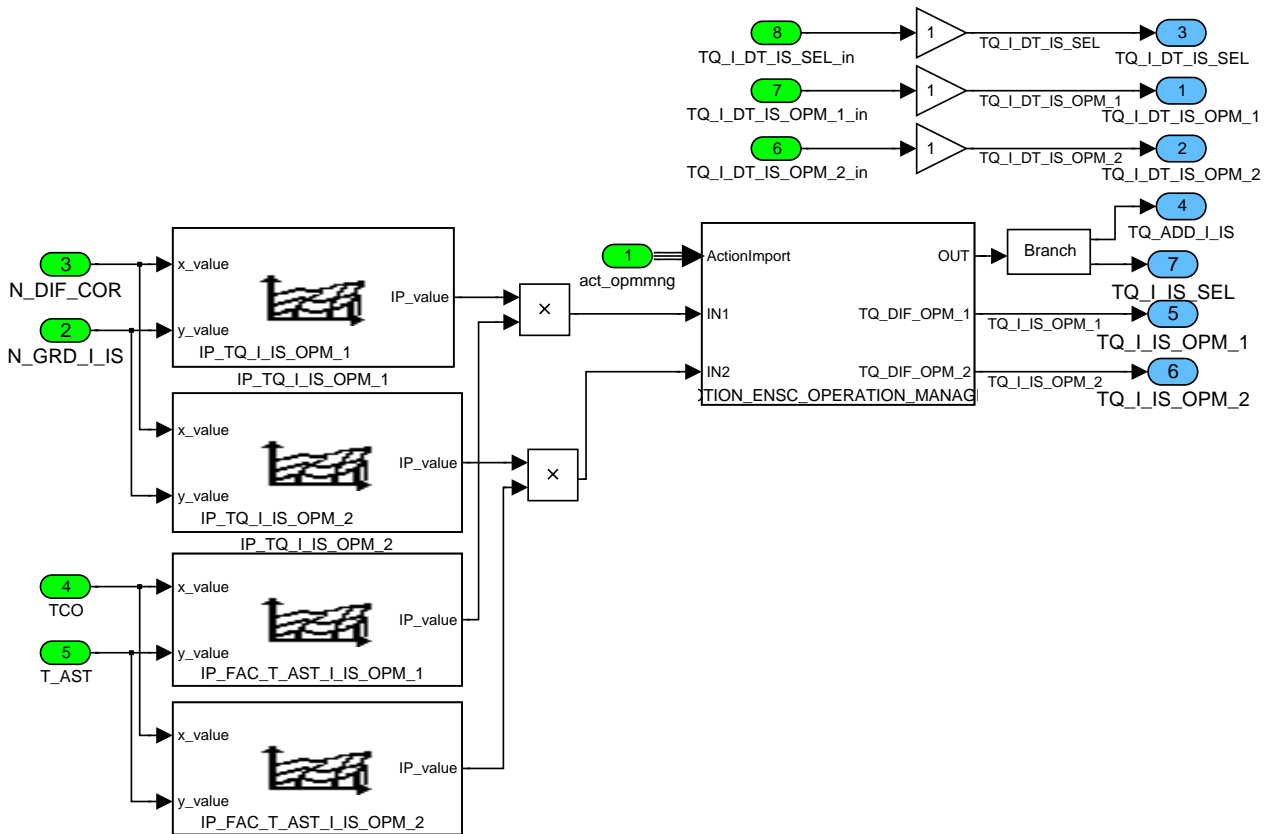 8
TQ_I_DT_IS_SEL_in
1
TQ_I_DT_IS_SEL
3
TQ_I_DT_IS_SEL
7
TQ_I_DT_IS_OPM_1_in
1
TQ_I_DT_IS_OPM_1
1
TQ_I_DT_IS_OPM_1
6
TQ_I_DT_IS_OPM_2_in
1
TQ_I_DT_IS_OPM_2
2
TQ_I_DT_IS_OPM_2
3
N_DIF_COR
2
N_GRD_I_IS
x_value
y_value
IP_value
IP_TQ_I_IS_OPM_1
IP_TQ_I_IS_OPM_1
×
1
act_opmmng
ActionImport
IN1
IN2
OUT
TQ_DIF_OPM_1
TQ_DIF_OPM_2
CTION_ENSC_OPERATION_MANAGE
Branch
4
TQ_ADD_I_IS
7
TQ_I_IS_SEL
TQ_I_IS_OPM_1
5
TQ_I_IS_OPM_1
TQ_I_IS_OPM_2
6
TQ_I_IS_OPM_2
x_value
y_value
IP_value
IP_TQ_I_IS_OPM_2
IP_TQ_I_IS_OPM_2
×
4
TCO
5
T_AST
x_value
y_value
IP_value
IP_FAC_T_AST_I_IS_OPM_1
x_value
y_value
IP_value
IP_FAC_T_AST_I_IS_OPM_2